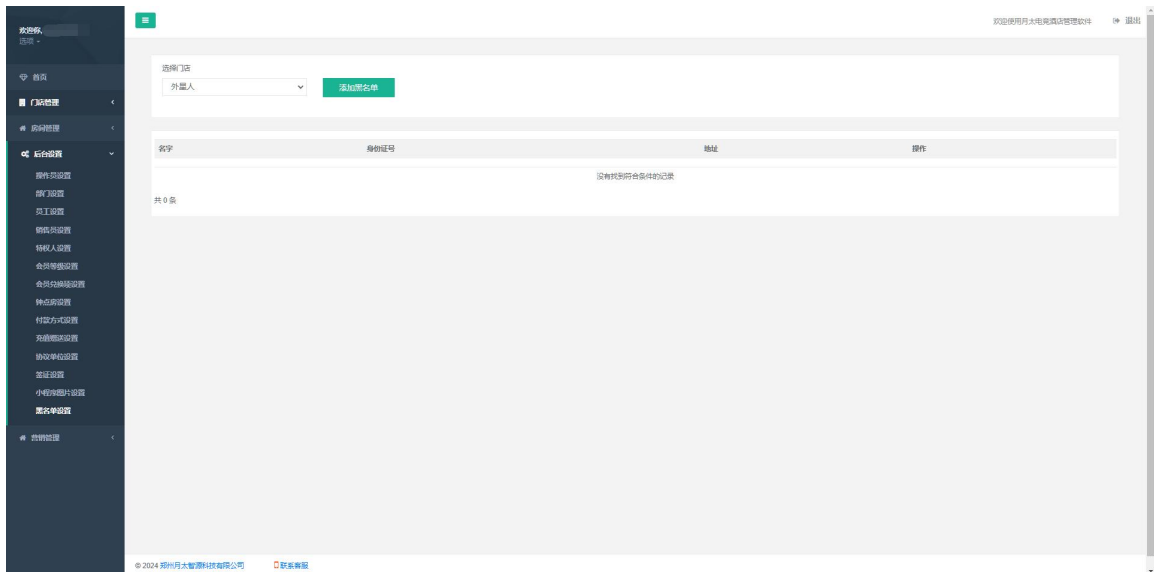 欢迎你,
选项
欢迎使用月太电竞酒店管理软件
退出
首页
门店管理
房间管理
后台设置
操作员设置
部门设置
员工设置
销售员设置
特权人设置
会员等级设置
会员兑换项设置
钟点房设置
付款方式设置
充值赠送设置
协议单位设置
签证设置
小程序图片设置
黑名单设置
营销管理
选择门店
外星人
添加黑名单
名字 身份证号 地址 操作
没有找到符合条件的记录
共 0 条
© 2024 郑州月太智源科技有限公司 联系客服